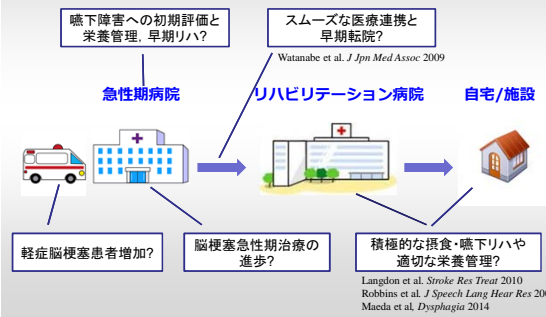 嚥下障害への初期評価と
栄養管理，早期リハ?
スムーズな医療連携と
早期転院?
Watanabe et al. J Jpn Med Assoc 2009
急性期病院
リハビリテーション病院
自宅/施設
軽症脳梗塞患者増加?
脳梗塞急性期治療の
進歩?
積極的な摂食・嚥下リハや
適切な栄養管理?
Langdon et al. Stroke Res Treat 2010
Robbins et al. J Speech Lang Hear Res
Maeda et al, Dysphagia 2014